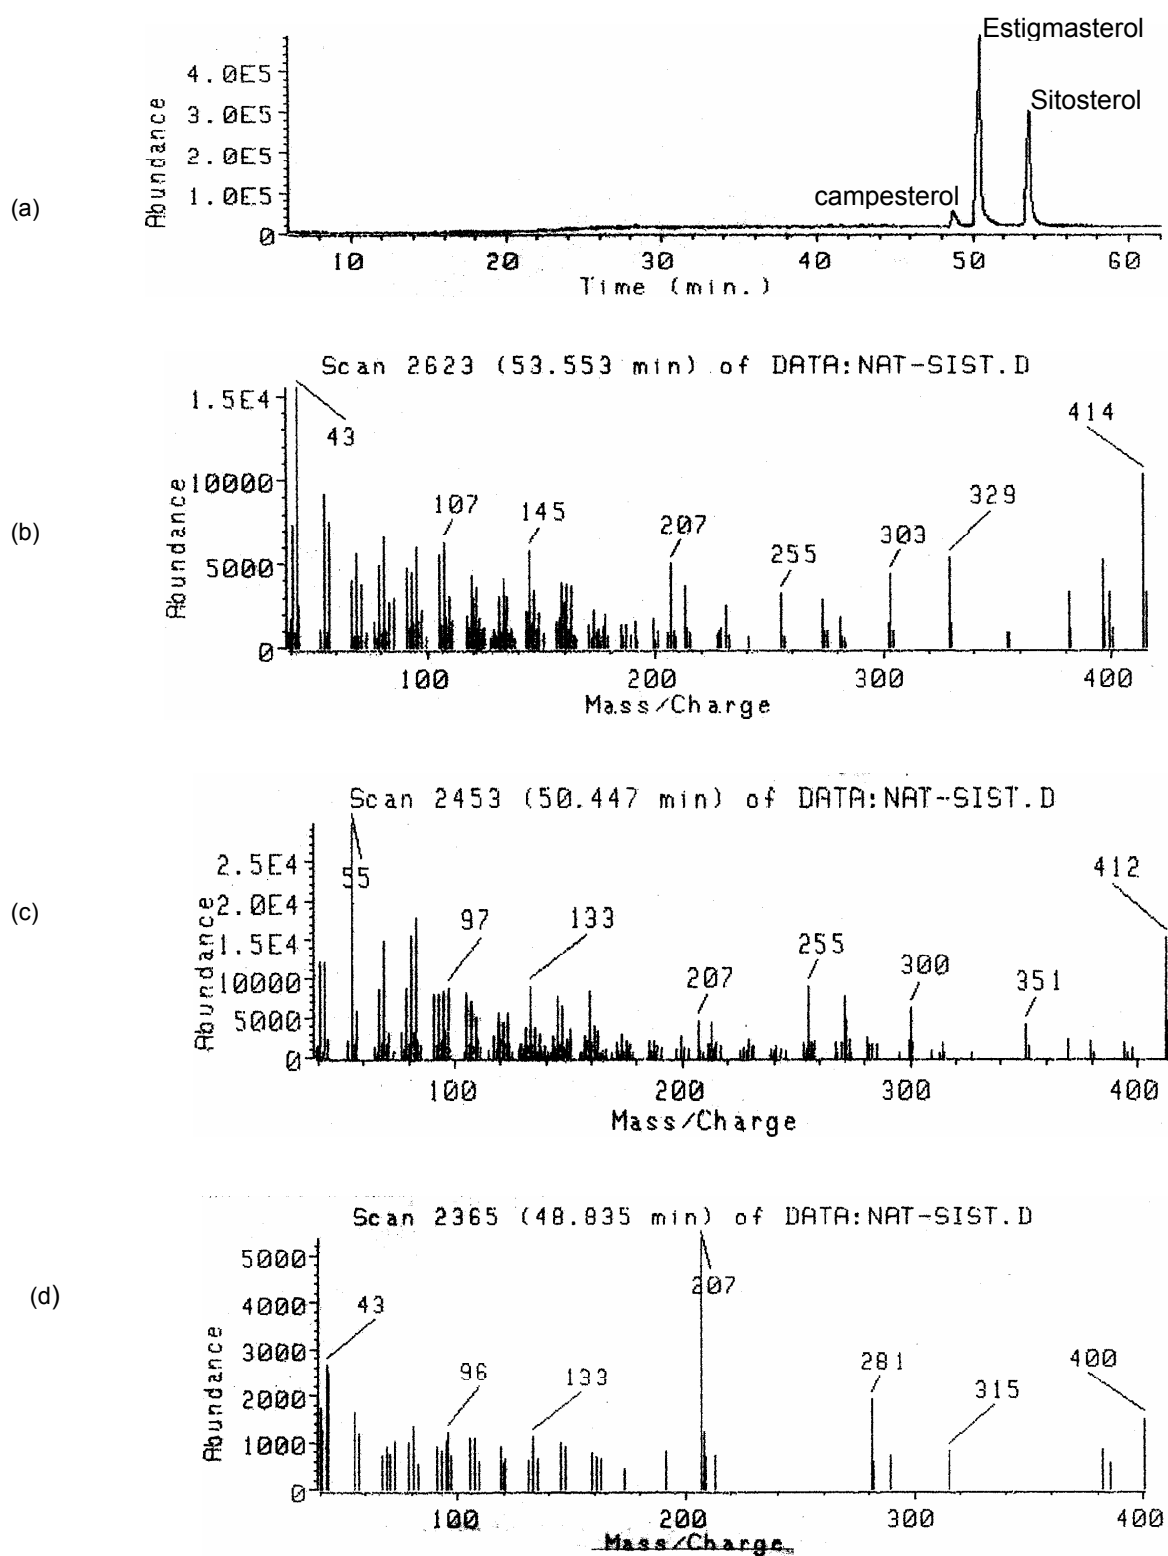 (a)
Estigmasterol
Sitosterol
campesterol
Abundance
4.0E5
3.0E5
2.0E5
1.0E5
0
10 20 30 40 50 60
Time (min.)
(b)
Scan 2623 (53.553 min) of DATA:NAT-SIST.D
Abundance
1.5E4
10000
5000
0
43
107
145
207
255
303
329
414
100 200 300 400
Mass/Charge
(c)
Scan 2453 (50.447 min) of DATA:NAT-SIST.D
Abundance
2.5E4
2.0E4
1.5E4
10000
5000
0
55
97
133
207
255
300
351
412
100 200 300 400
Mass/Charge
(d)
Scan 2365 (48.835 min) of DATA:NAT-SIST.D
Abundance
5000
4000
3000
2000
1000
0
43
96
133
207
281
315
400
100 200 300 400
Mass/Charge